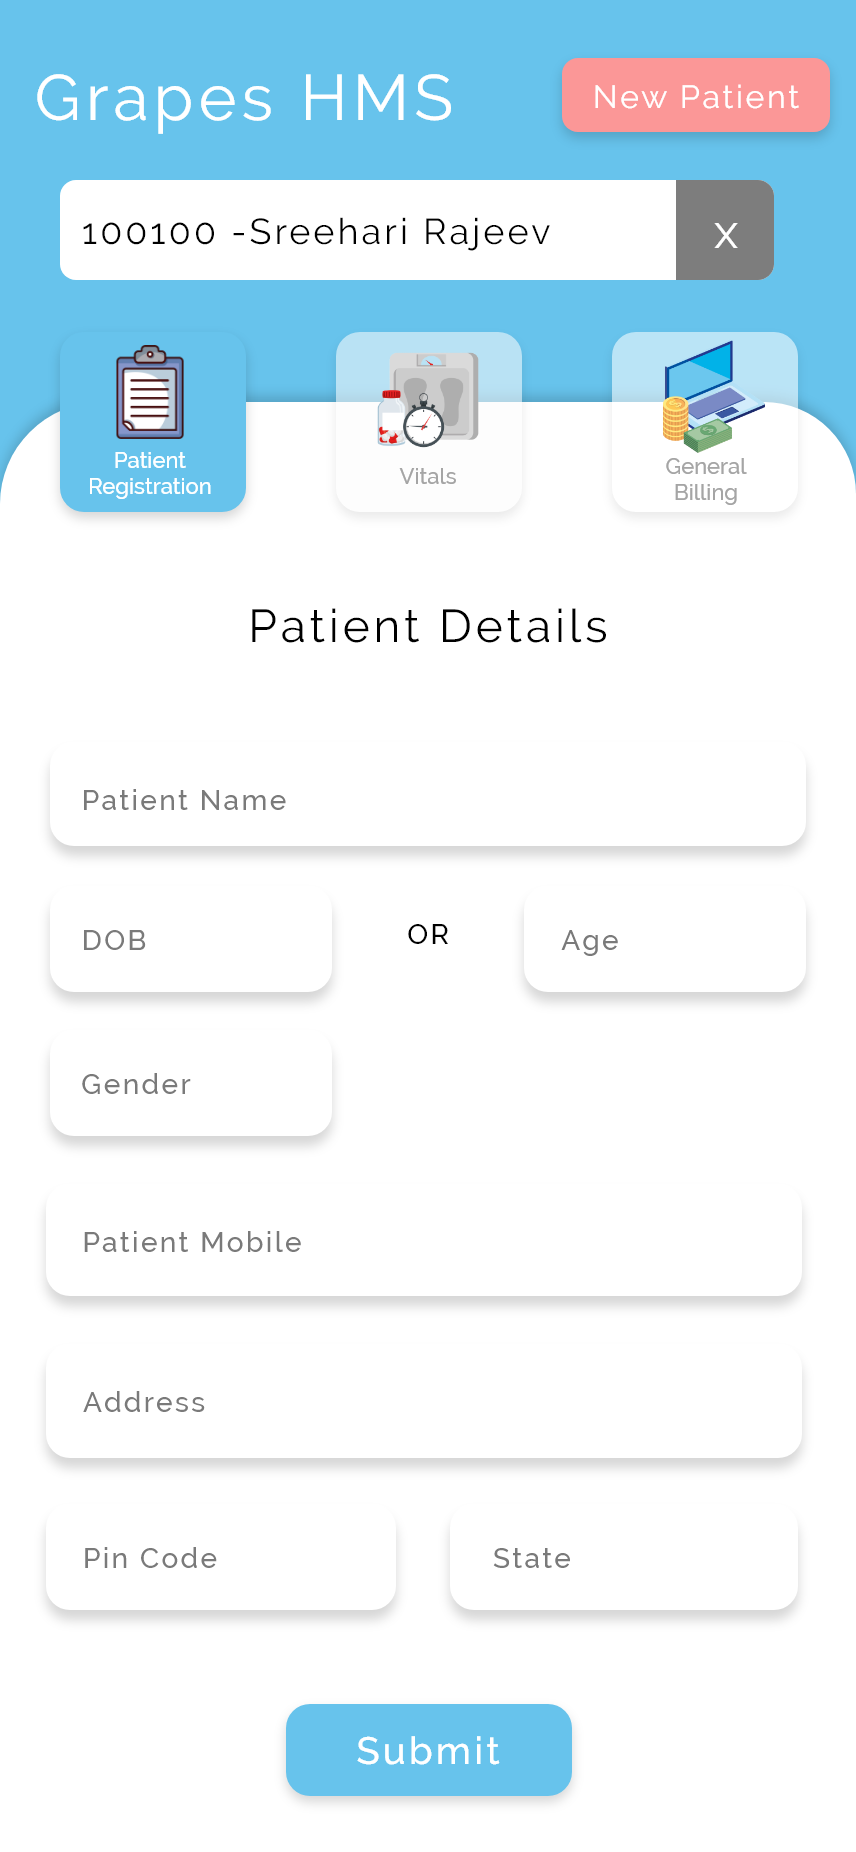 Grapes HMS
New Patient
100100 -Sreehari Rajeev
X
Patient
Registration
Vitals
General
Billing
Patient Details
Patient Name
DOB
OR
Age
Gender
Patient Mobile
Address
Pin Code
State
Submit